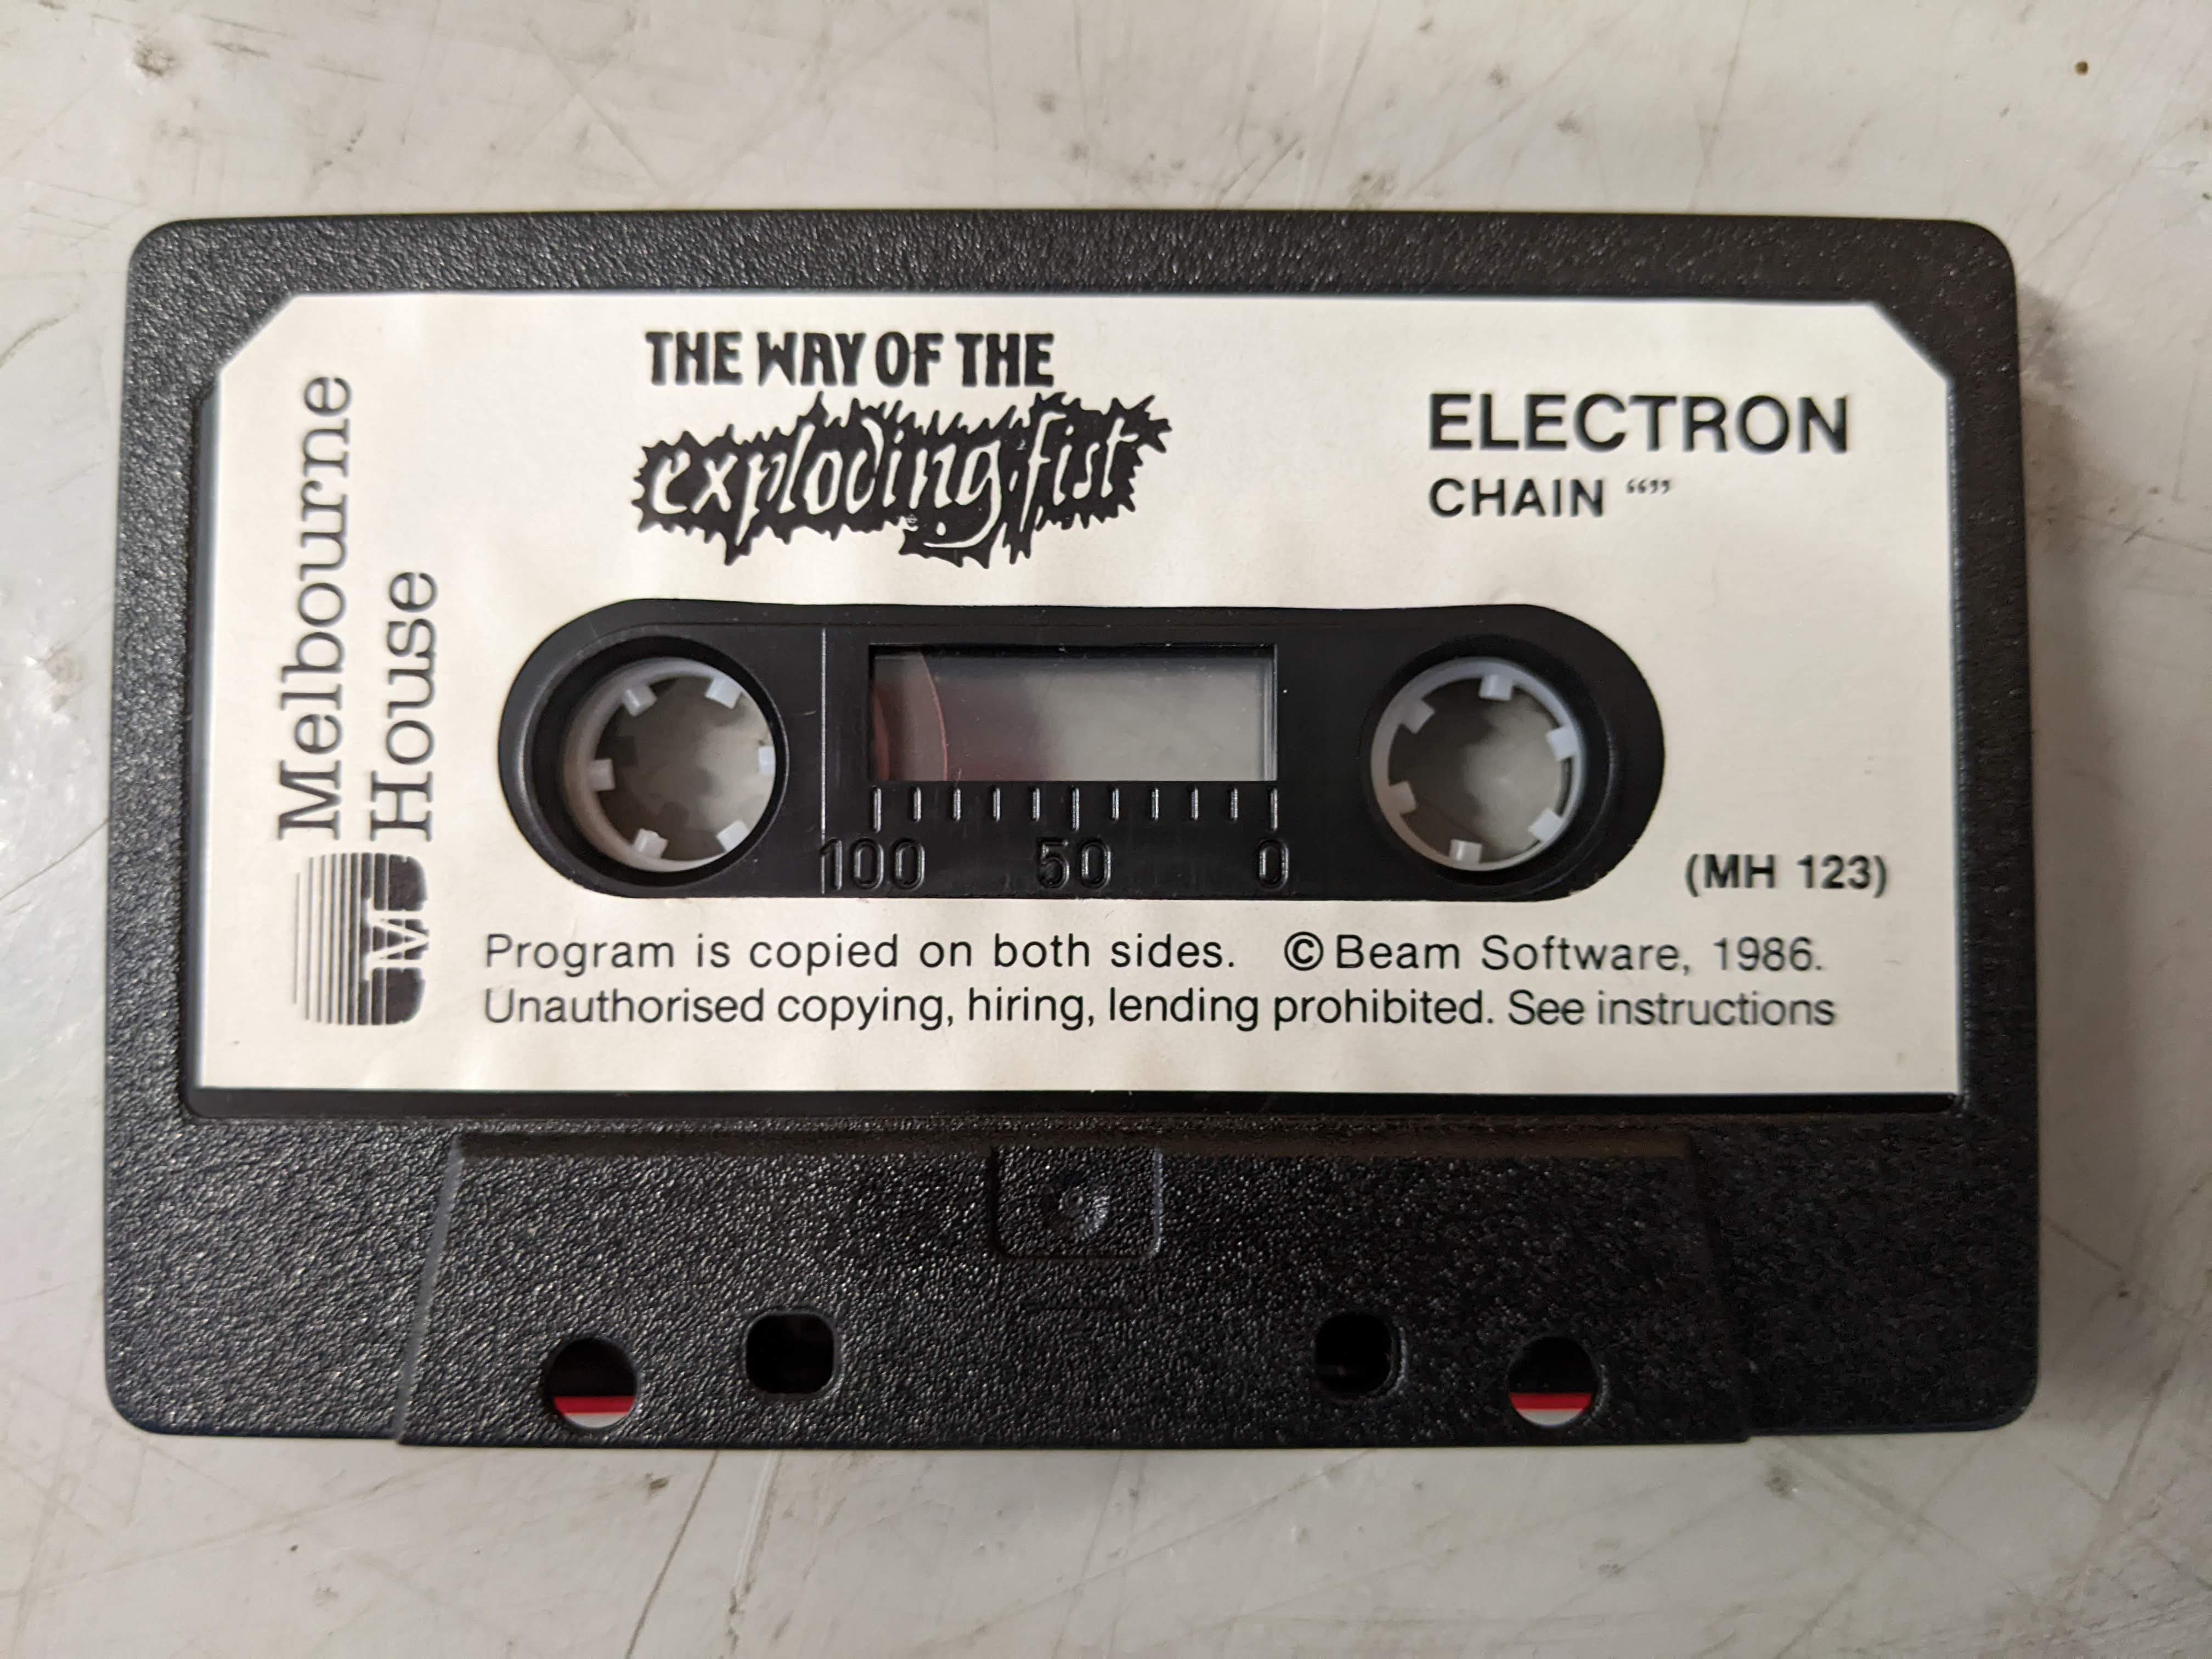 THE WAY OF THE
exploding fist
ELECTRON
CHAIN “”
Melbourne
House
M
100 50 0
(MH 123)
Program is copied on both sides. © Beam Software, 1986.
Unauthorised copying, hiring, lending prohibited. See instructions